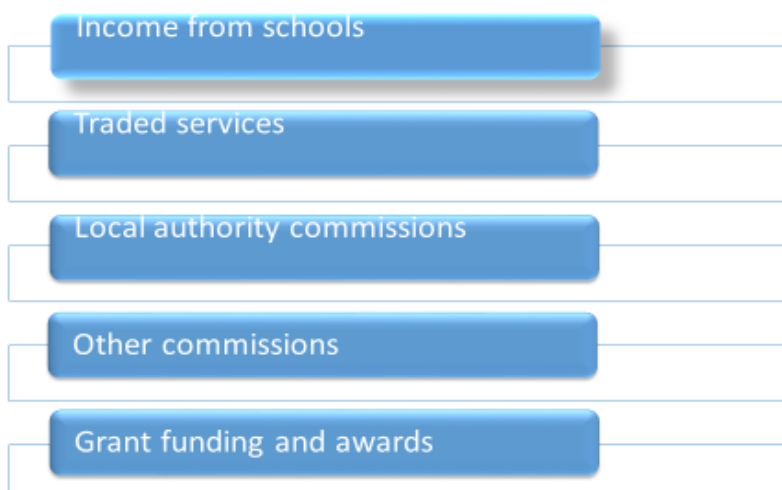 Income from schools
Traded services
Local authority commissions
Other commissions
Grant funding and awards